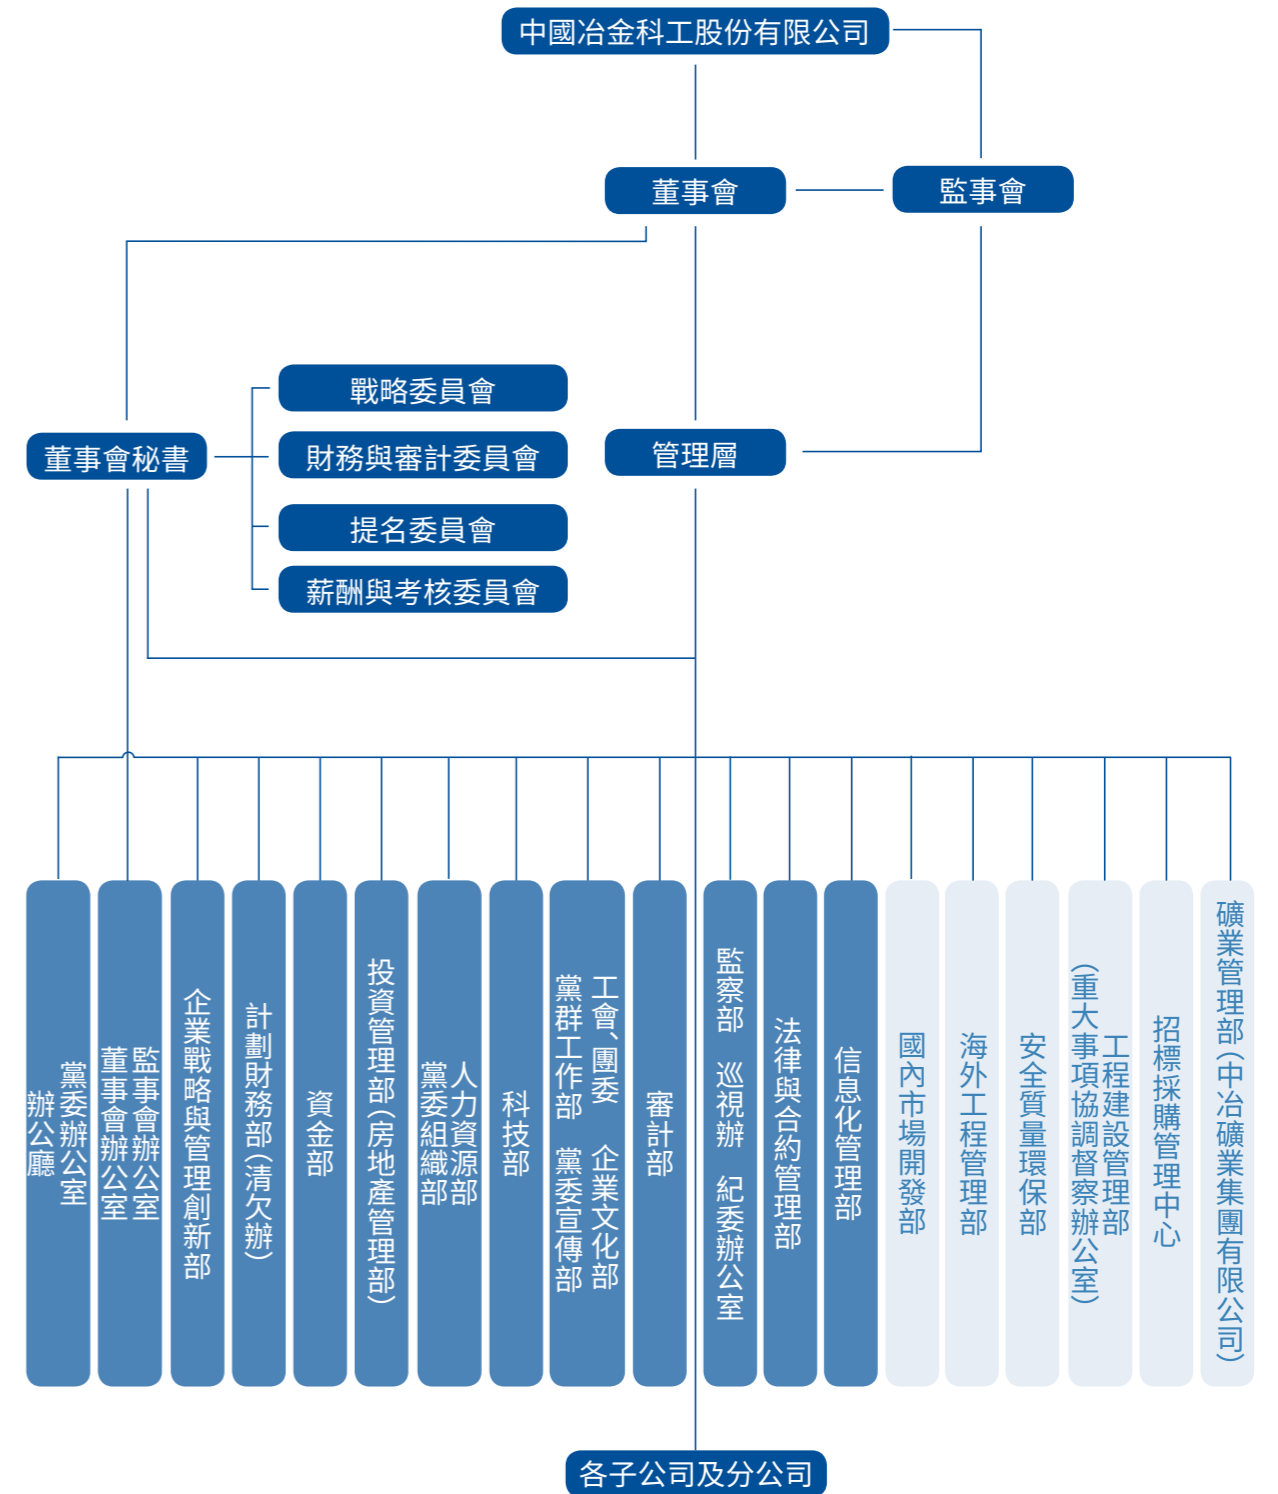 中國冶金科工股份有限公司
董事會
監事會
戰略委員會
董事會秘書
財務與審計委員會
管理層
提名委員會
薪酬與考核委員會
黨委辦公室
辦公廳
監事會辦公室
董事會辦公室
企業戰略與管理創新部
計劃財務部(清欠辦)
資金部
投資管理部(房地產管理部)
人力資源部
黨委組織部
科技部
工會、團委 企業文化部
黨群工作部 黨委宣傳部
審計部
監察部 巡視辦 紀委辦公室
法律與合約管理部
信息化管理部
國內市場開發部
海外工程管理部
安全質量環保部
工程建設管理部
(重大事項協調督察辦公室)
招標採購管理中心
礦業管理部(中冶礦業集團有限公司)
各子公司及分公司